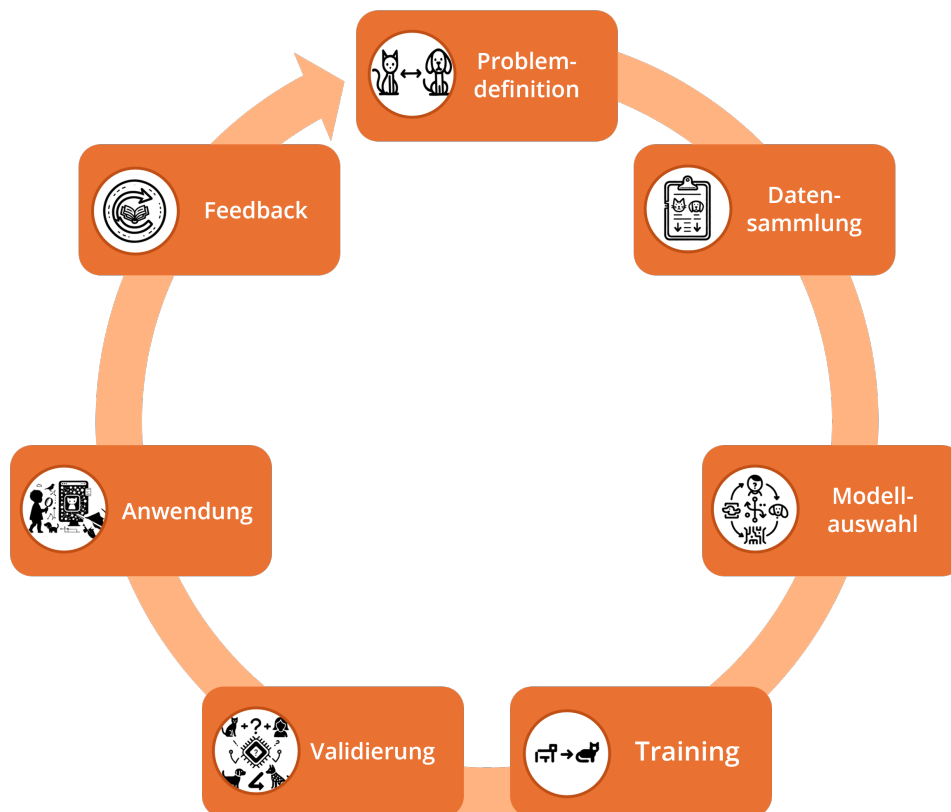 Problem-
definition
Daten-
sammlung
Modell-
auswahl
Training
Validierung
Anwendung
Feedback